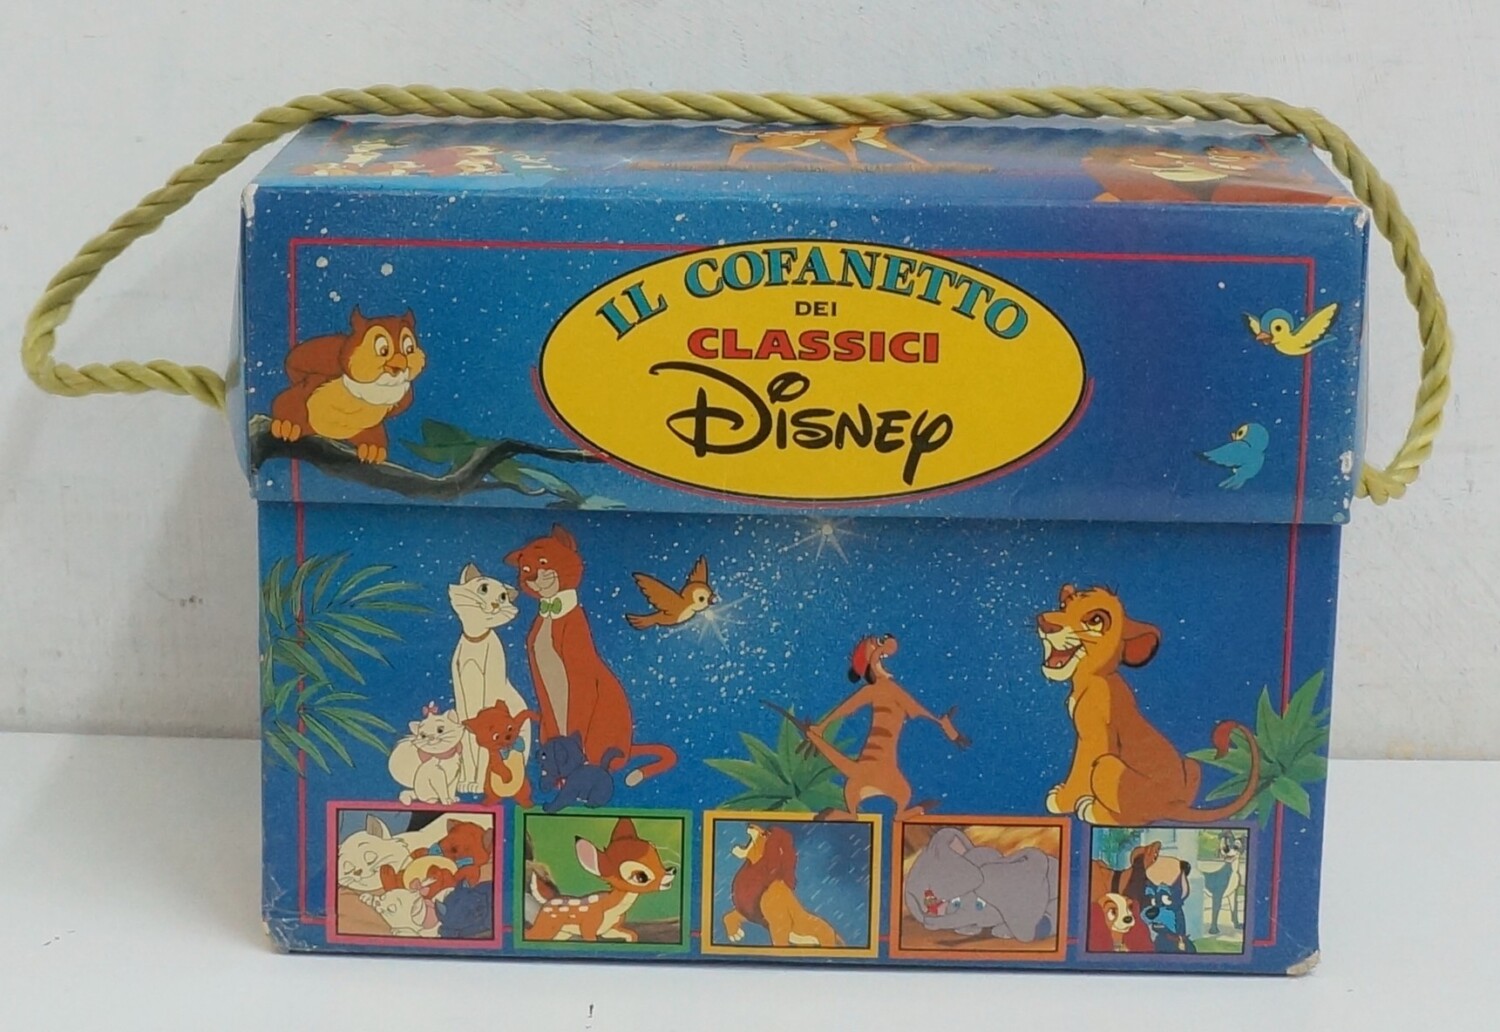 IL COFANETTO
DEI
CLASSICI
DISNEY